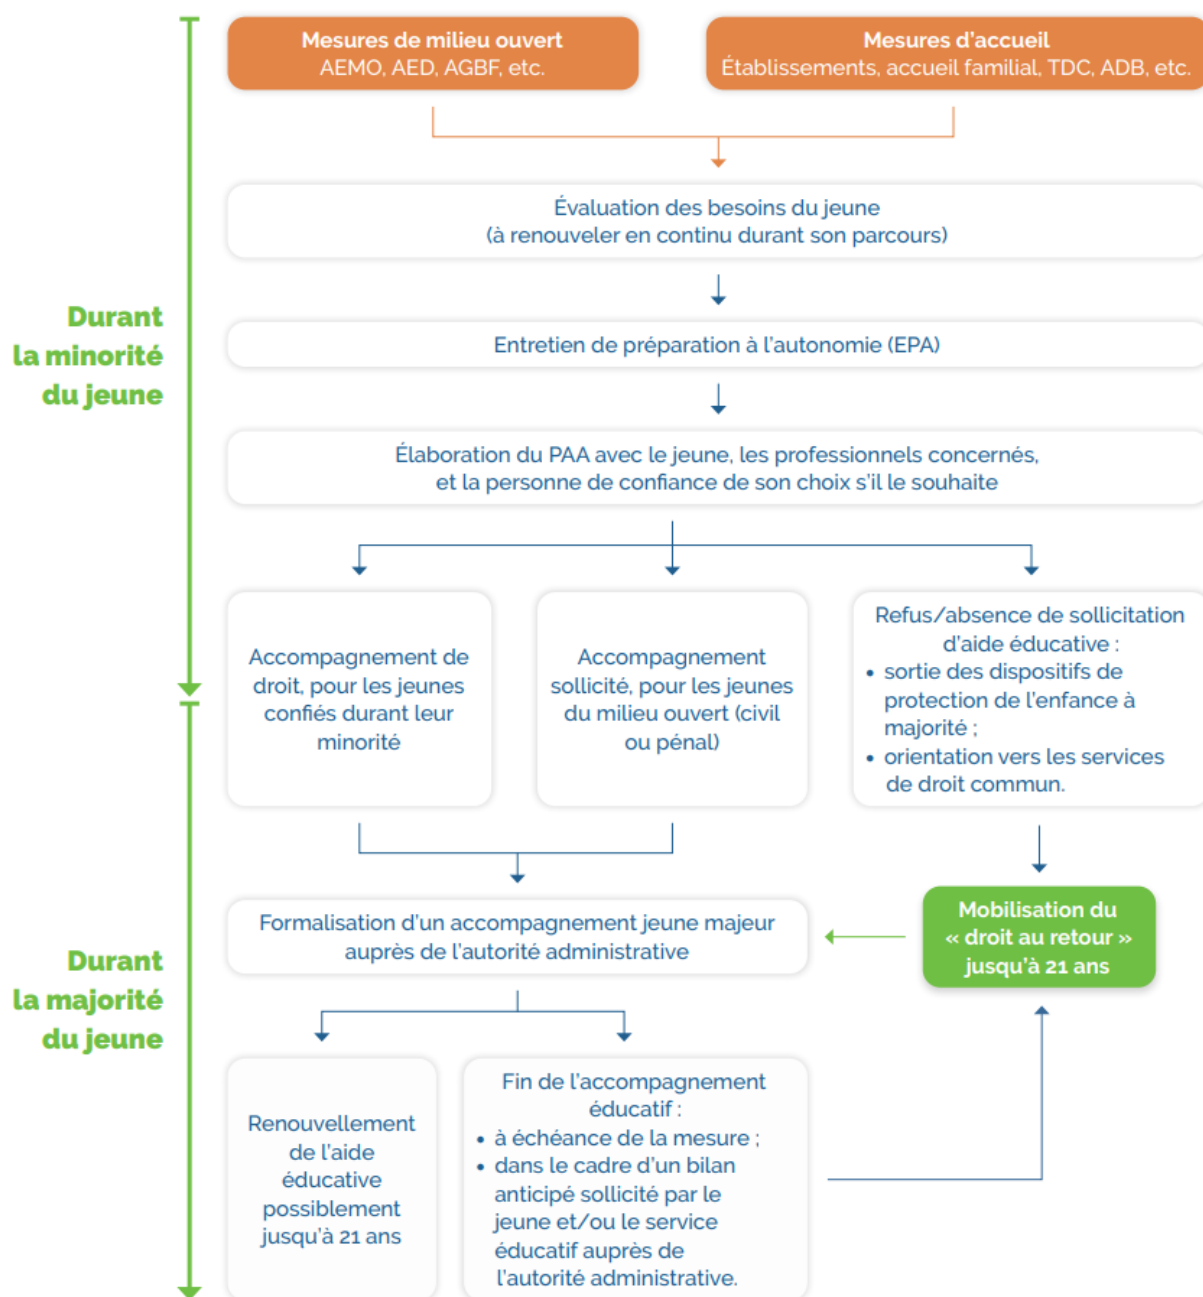 Mesures de milieu ouvert
AEMO, AED, AGBF, etc.
Mesures d'accueil
Établissements, accueil familial, TDC, ADB, etc.
Évaluation des besoins du jeune
(à renouveler en continu durant son parcours)
Durant
la minorité
du jeune
Entretien de préparation à l'autonomie (EPA)
Élaboration du PAA avec le jeune, les professionnels concernés,
et la personne de confiance de son choix s'il le souhaite
Accompagnement de
droit, pour les jeunes
confiés durant leur
minorité
Accompagnement
sollicité, pour les jeunes
du milieu ouvert (civil
ou pénal)
Refus/absence de sollicitation
d'aide éducative :
• sortie des dispositifs de
protection de l'enfance à
majorité ;
• orientation vers les services
de droit commun.
Durant
la majorité
du jeune
Formalisation d'un accompagnement jeune majeur
auprès de l'autorité administrative
Mobilisation du
« droit au retour »
jusqu'à 21 ans
Renouvellement
de l'aide
éducative
possiblement
jusqu'à 21 ans
Fin de l'accompagnement
éducatif :
• à échéance de la mesure ;
• dans le cadre d'un bilan
anticipé sollicité par le
jeune et/ou le service
éducatif auprès de
l'autorité administrative.